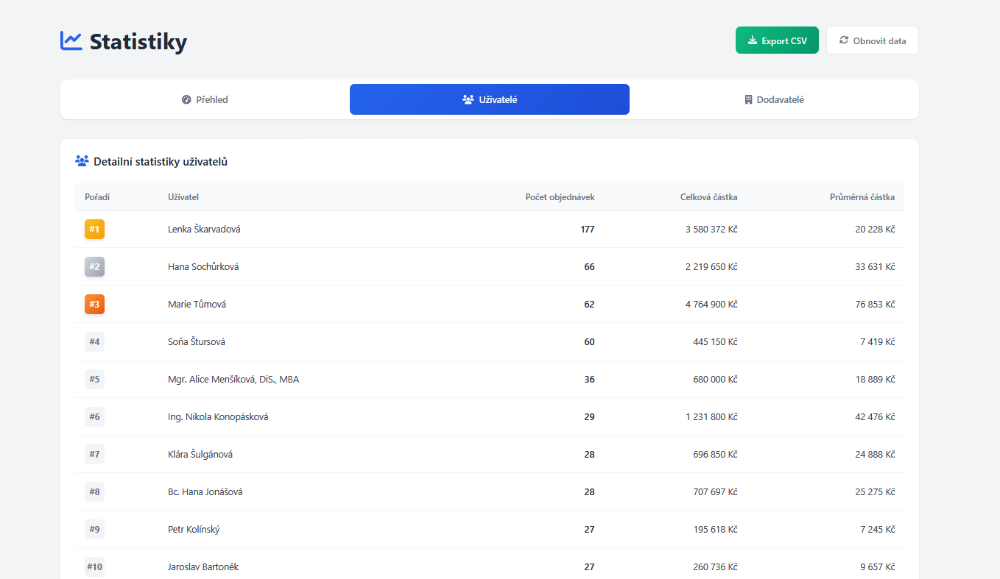 Statistiky
Export CSV
Obnovit data
Přehled
Uživatelé
Dodavatelé
Detailní statistiky uživatelů
Pořadí Uživatel Počet objednávek Celková částka Průměrná částka
#1 Lenka Škarvadová 177 3 580 372 Kč 20 228 Kč
#2 Hana Sochůrková 66 2 219 650 Kč 33 631 Kč
#3 Marie Tůmová 62 4 764 900 Kč 76 853 Kč
#4 Soňa Štursová 60 445 150 Kč 7 419 Kč
#5 Mgr. Alice Menšíková, DiS., MBA 36 680 000 Kč 18 889 Kč
#6 Ing. Nikola Konopásková 29 1 231 800 Kč 42 476 Kč
#7 Klára Šulgánová 28 696 850 Kč 24 888 Kč
#8 Bc. Hana Jonášová 28 707 697 Kč 25 275 Kč
#9 Petr Kolínský 27 195 618 Kč 7 245 Kč
#10 Jaroslav Bartoněk 27 260 736 Kč 9 657 Kč